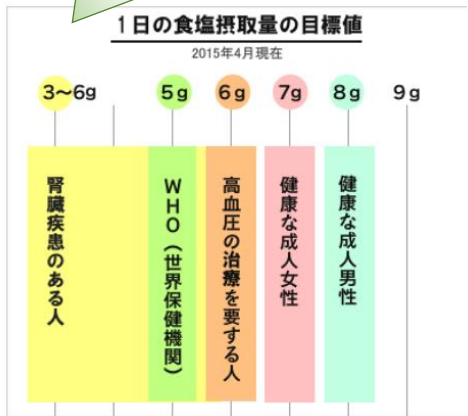 1日の食塩摂取量の目標値
2015年4月現在
3〜6g
5g
6g
7g
8g
9g
腎臓疾患のある人
WHO（世界保健機関）
高血圧の治療を要する人
健康な成人女性
健康な成人男性